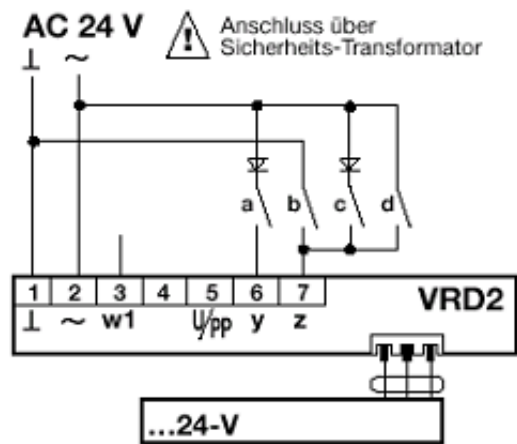 AC 24 V
Anschluss über
Sicherheits-Transformator
⊥ ~
!
a b c d
1 2 3 4 5 6 7
VRD2
⊥ ~ w1 U/pp y z
...24-V